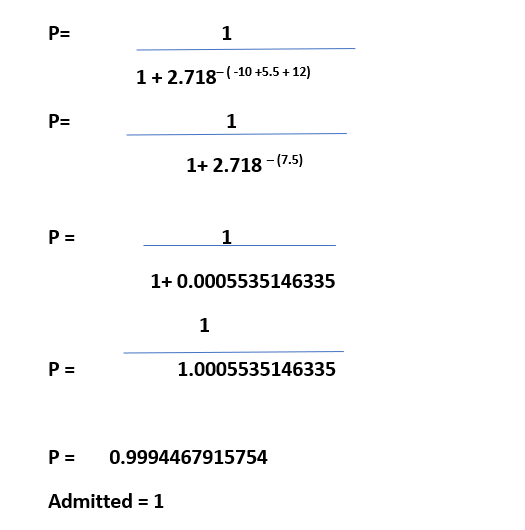 P= 1
1 + 2.718 – ( -10 +5.5 + 12)
P= 1
1+ 2.718 – (7.5)
P = 1
1+ 0.0005535146335
1
P = 1.0005535146335
P = 0.9994467915754
Admitted = 1